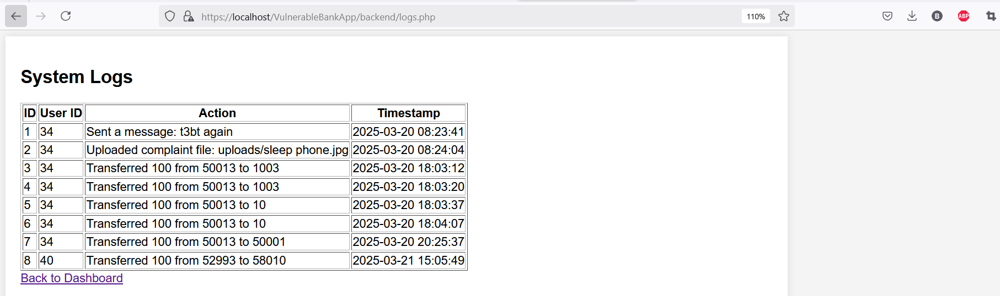 https://localhost/VulnerableBankApp/backend/logs.php 110% B ABP
System Logs
ID User ID Action Timestamp
1 34 Sent a message: t3bt again 2025-03-20 08:23:41
2 34 Uploaded complaint file: uploads/sleep phone.jpg 2025-03-20 08:24:04
3 34 Transferred 100 from 50013 to 1003 2025-03-20 18:03:12
4 34 Transferred 100 from 50013 to 1003 2025-03-20 18:03:20
5 34 Transferred 100 from 50013 to 10 2025-03-20 18:03:37
6 34 Transferred 100 from 50013 to 10 2025-03-20 18:04:07
7 34 Transferred 100 from 50013 to 50001 2025-03-20 20:25:37
8 40 Transferred 100 from 52993 to 58010 2025-03-21 15:05:49
Back to Dashboard